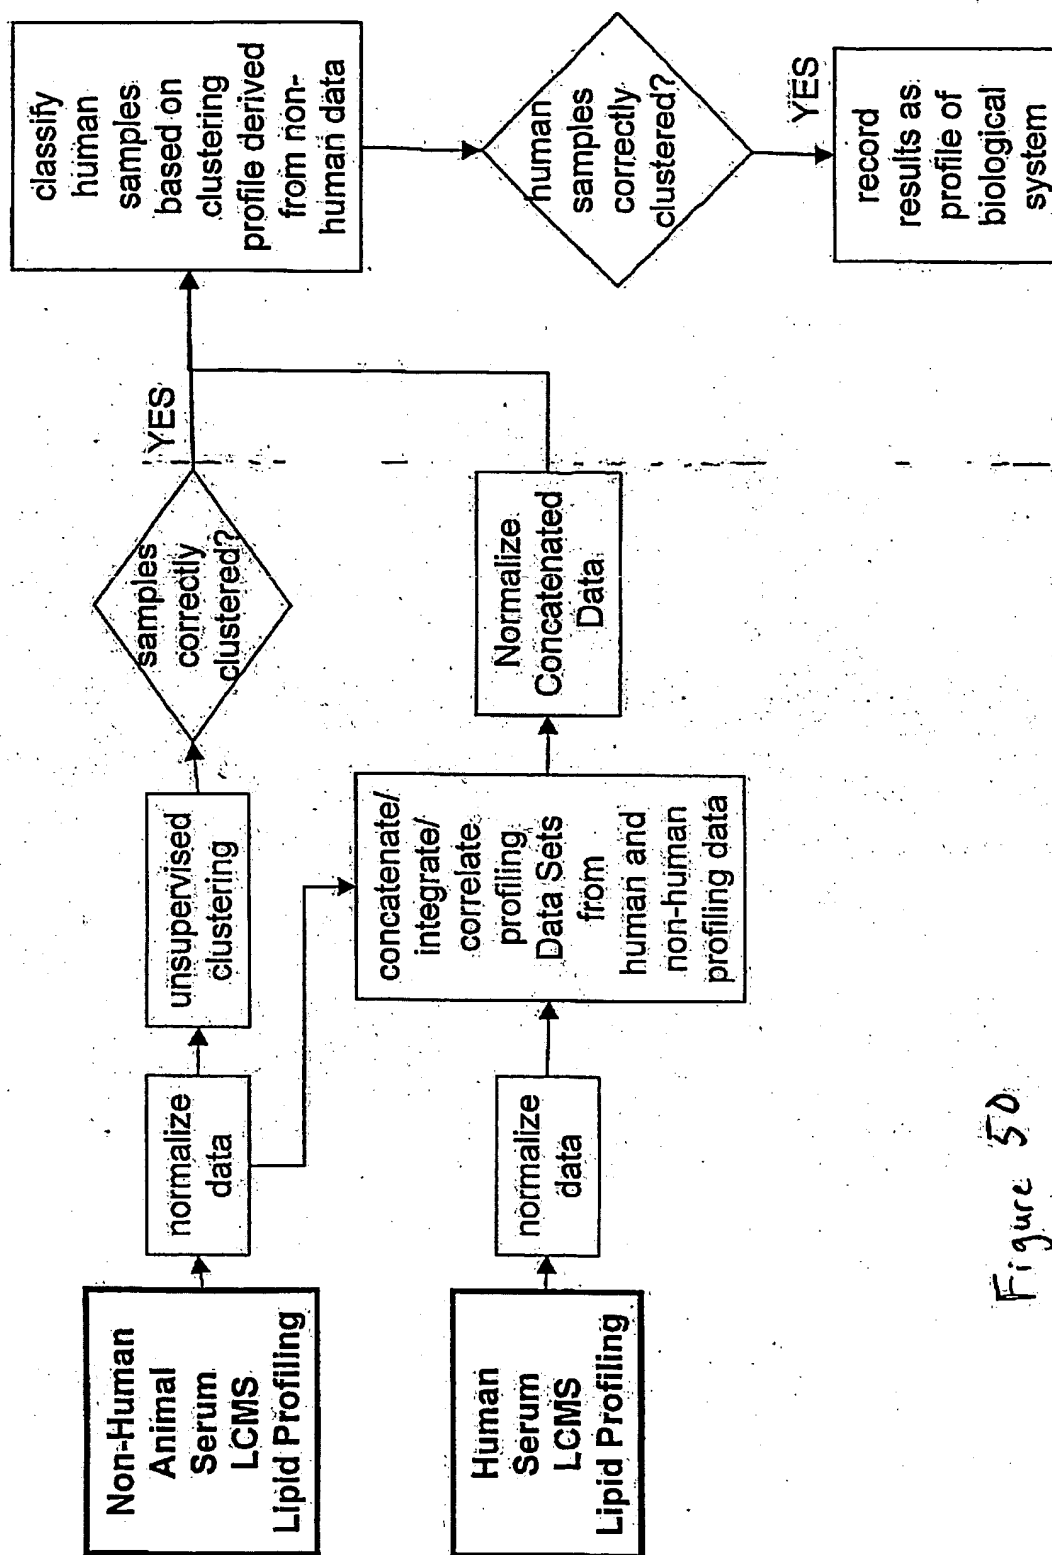 Non-Human
Animal
Serum
LCMS
Lipid Profiling
normalize
data
unsupervised
clustering
samples
correctly
clustered?
YES
classify
human
samples
based on
clustering
profile derived
from non-
human data
Human
Serum
LCMS
Lipid Profiling
normalize
data
concatenate/
integrate/
correlate
profiling
Data Sets
from
human and
non-human
profiling data
Normalize
Concatenated
Data
human
samples
correctly
clustered?
YES
record
results as
profile of
biological
system
Figure 50